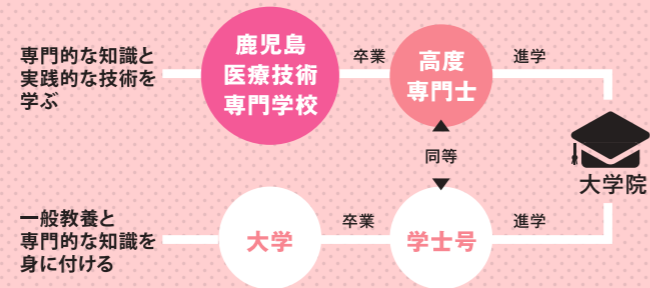 専門的な知識と
実践的な技術を
学ぶ
鹿児島
医療技術
専門学校
卒業
高度
専門士
進学
同等
大学院
一般教養と
専門的な知識を
身に付ける
大学
卒業
学士号
進学